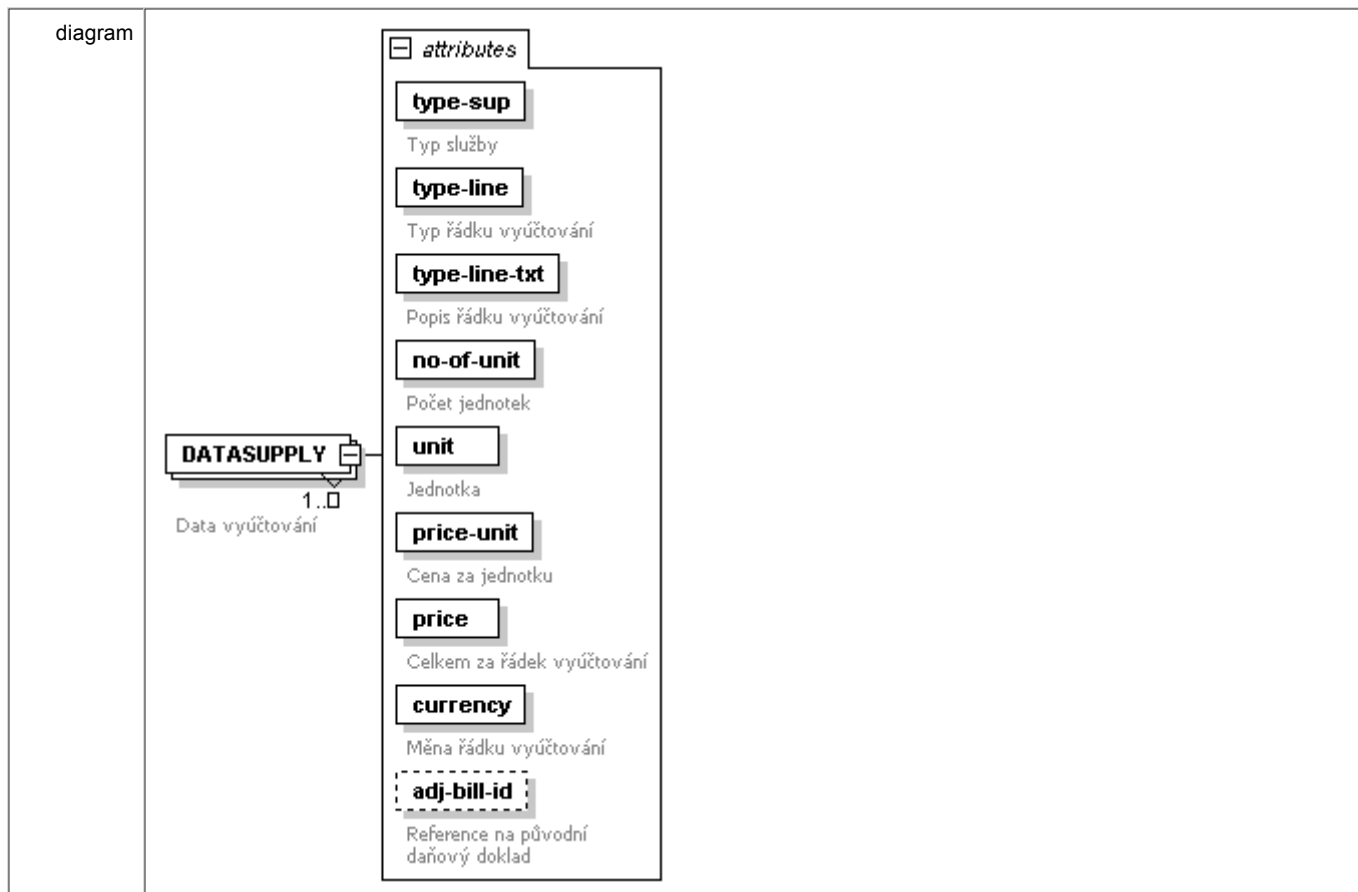 diagram
attributes
type-sup
Typ služby
type-line
Typ řádku vyúčtování
type-line-txt
Popis řádku vyúčtování
no-of-unit
Počet jednotek
unit
Jednotka
price-unit
Cena za jednotku
price
Celkem za řádek vyúčtování
currency
Měna řádku vyúčtování
adj-bill-id
Reference na původní
daňový doklad
DATASUPPLY
1..□
Data vyúčtování